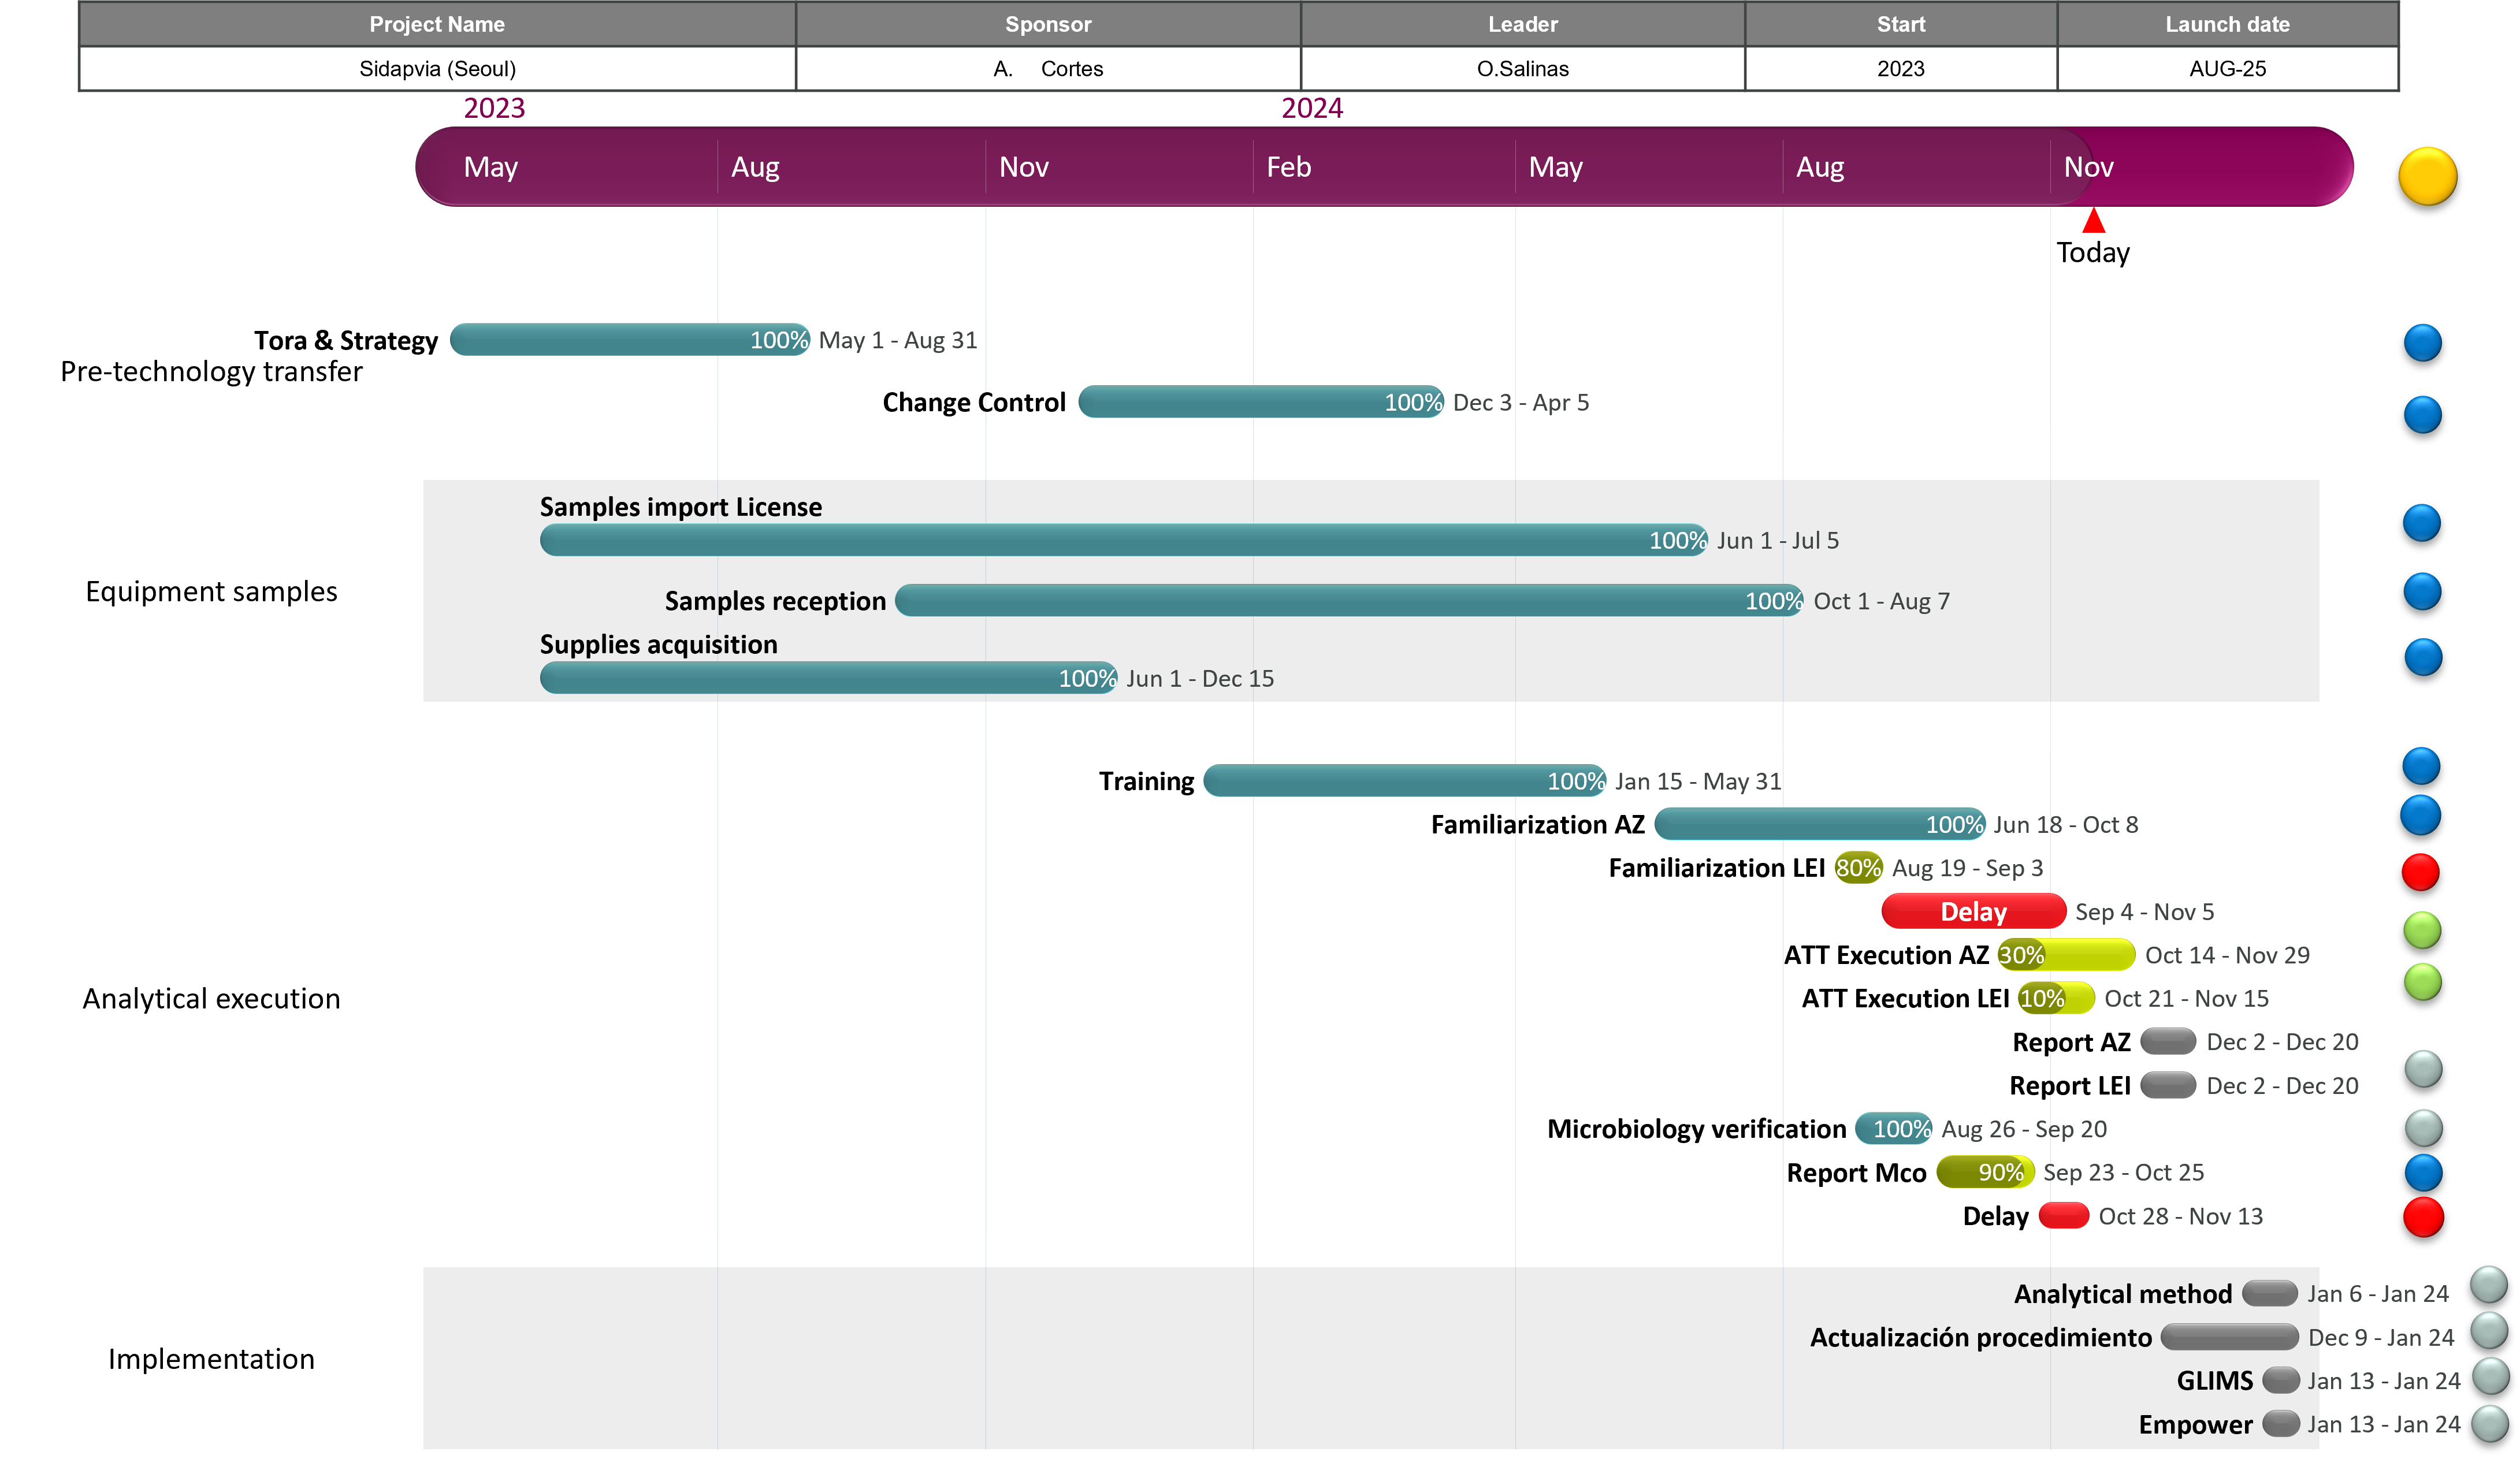 Project Name Sponsor Leader Start Launch date
Sidapvia (Seoul) A. Cortes O.Salinas 2023 AUG-25
2023 2024
May Aug Nov Feb May Aug Nov
Today
Tora & Strategy 100% May 1 - Aug 31
Pre-technology transfer
Change Control 100% Dec 3 - Apr 5
Samples import License
100% Jun 1 - Jul 5
Equipment samples
Samples reception 100% Oct 1 - Aug 7
Supplies acquisition
100% Jun 1 - Dec 15
Training 100% Jan 15 - May 31
Familiarization AZ 100% Jun 18 - Oct 8
Familiarization LEI 80% Aug 19 - Sep 3
Delay Sep 4 - Nov 5
ATT Execution AZ 30% Oct 14 - Nov 29
Analytical execution
ATT Execution LEI 10% Oct 21 - Nov 15
Report AZ Dec 2 - Dec 20
Report LEI Dec 2 - Dec 20
Microbiology verification 100% Aug 26 - Sep 20
Report Mco 90% Sep 23 - Oct 25
Delay Oct 28 - Nov 13
Analytical method Jan 6 - Jan 24
Actualización procedimiento Dec 9 - Jan 24
Implementation
GLIMS Jan 13 - Jan 24
Empower Jan 13 - Jan 24